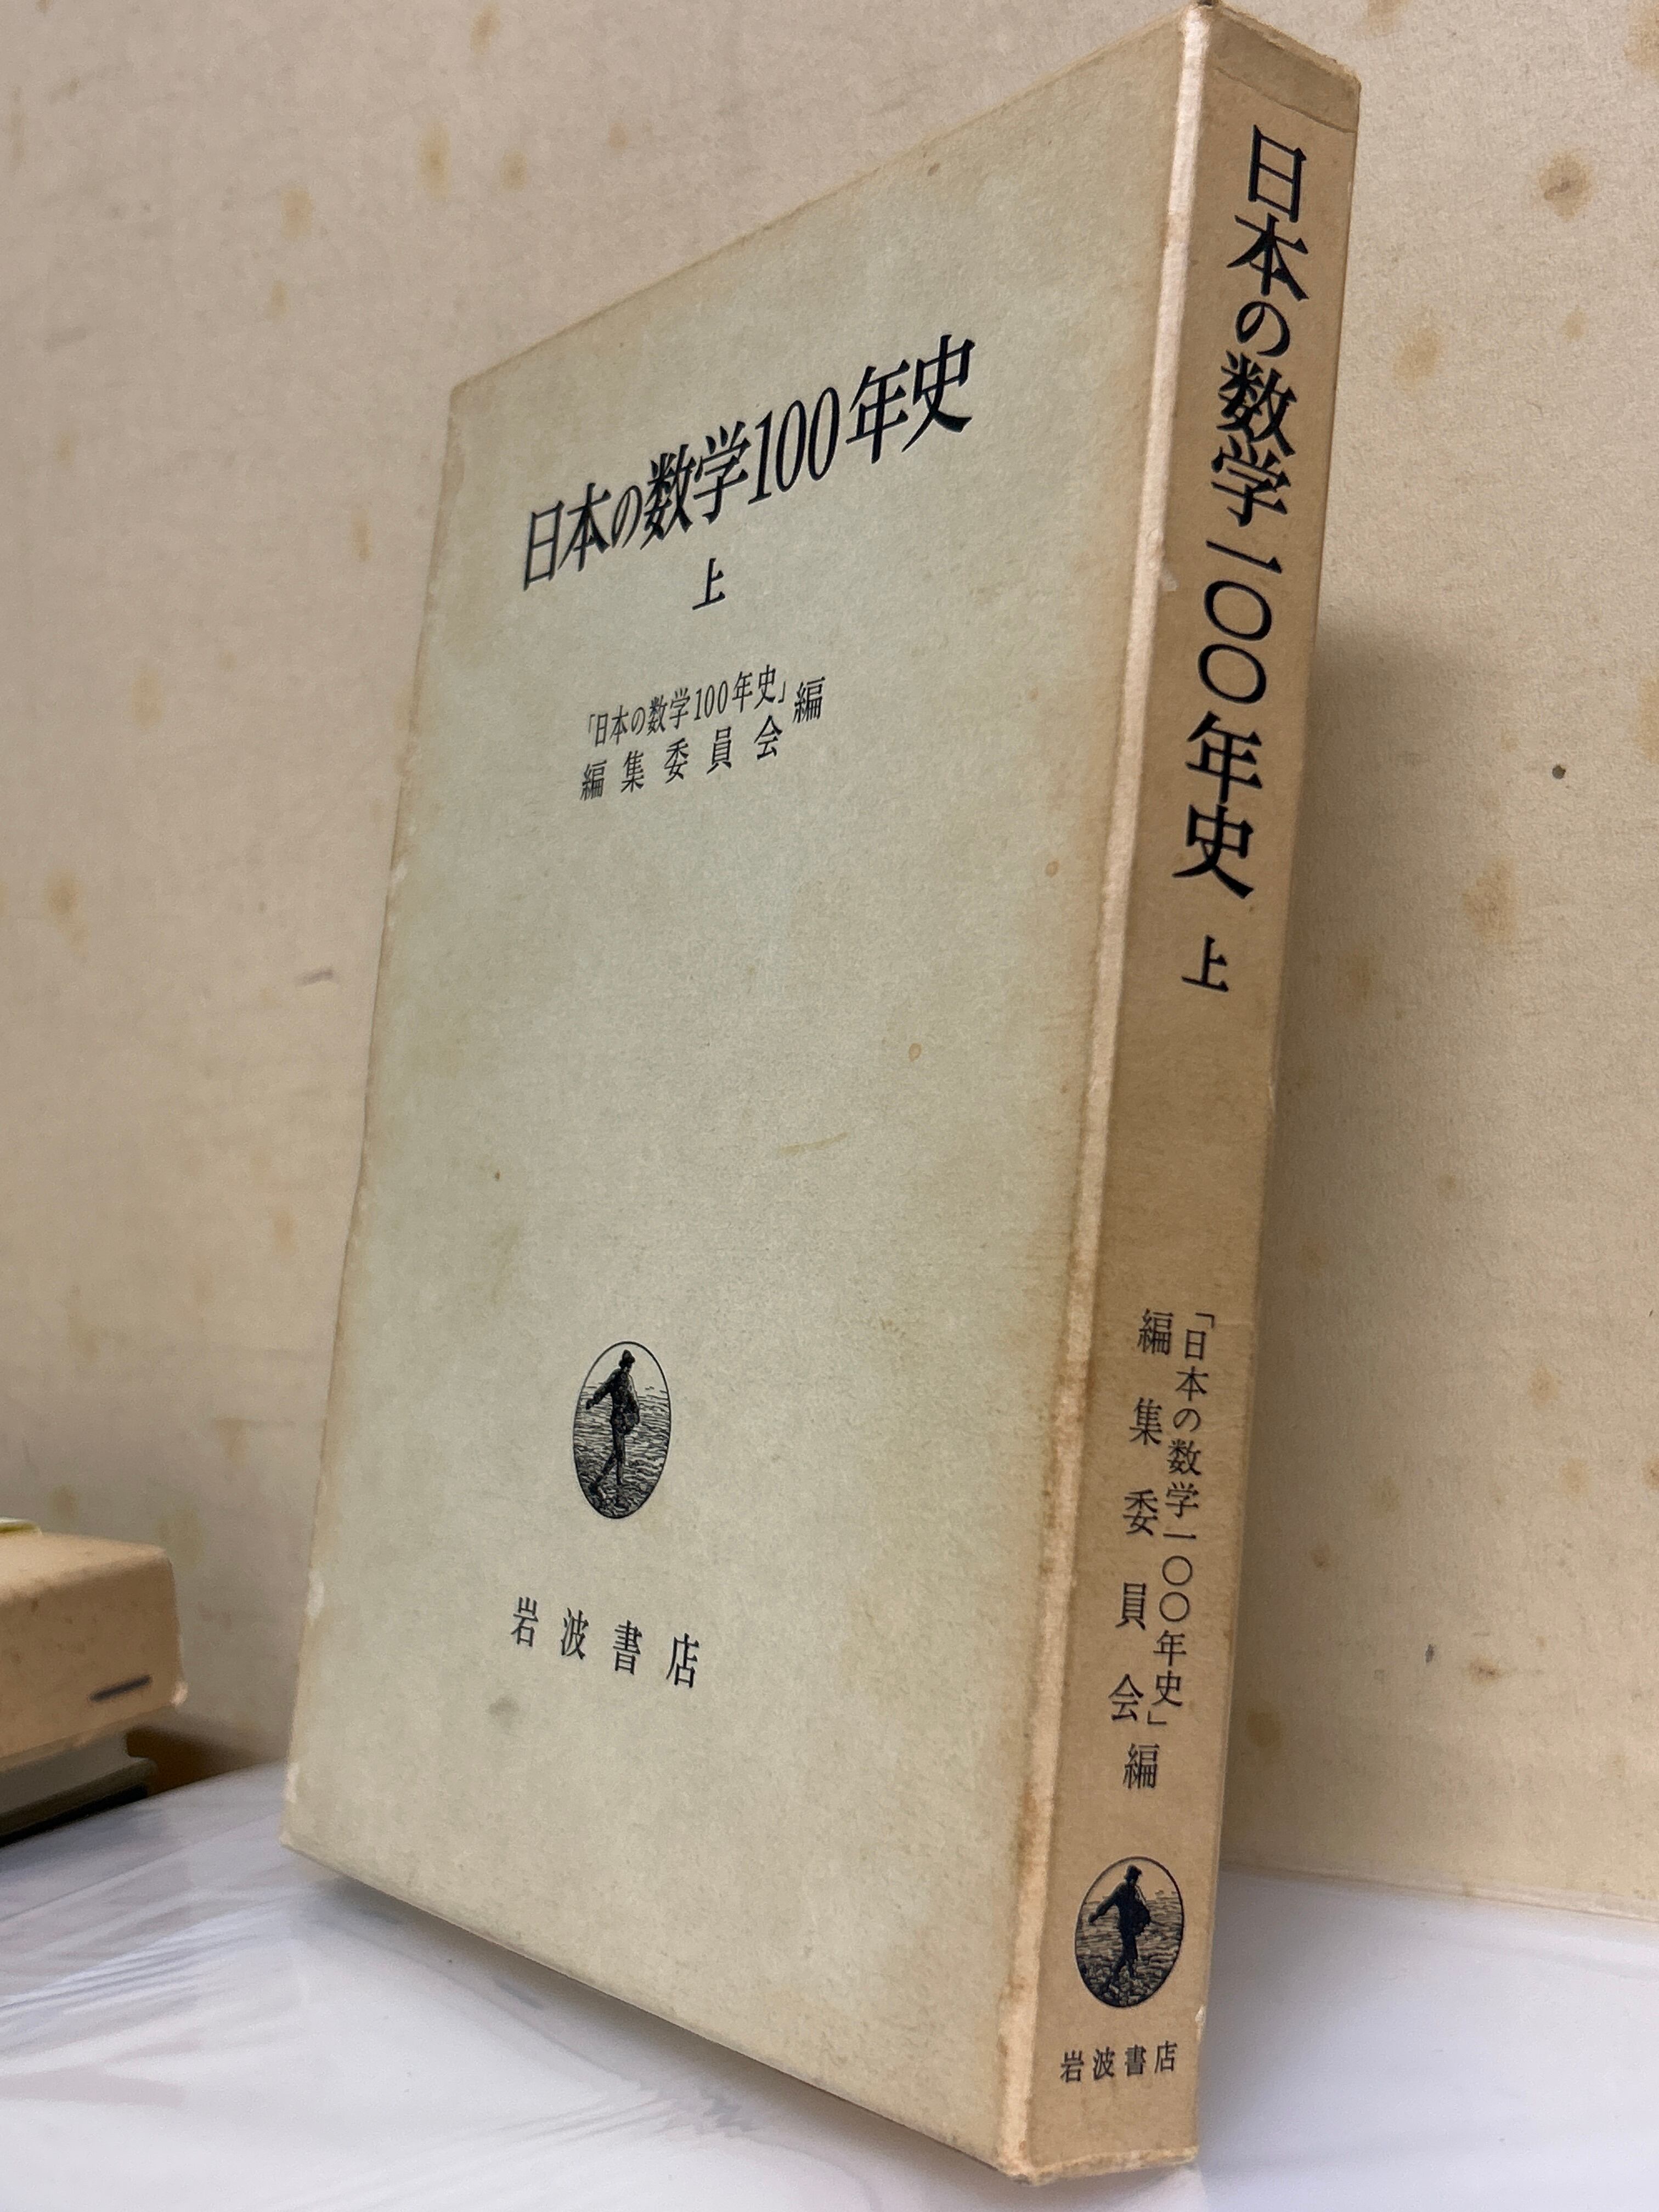 日本の数学100年史
上
「日本の数学100年史」編
編集委員会
岩波書店
日本の数学一〇〇年史 上
「日本の数学一〇〇年史」
編集委員会編
岩波書店